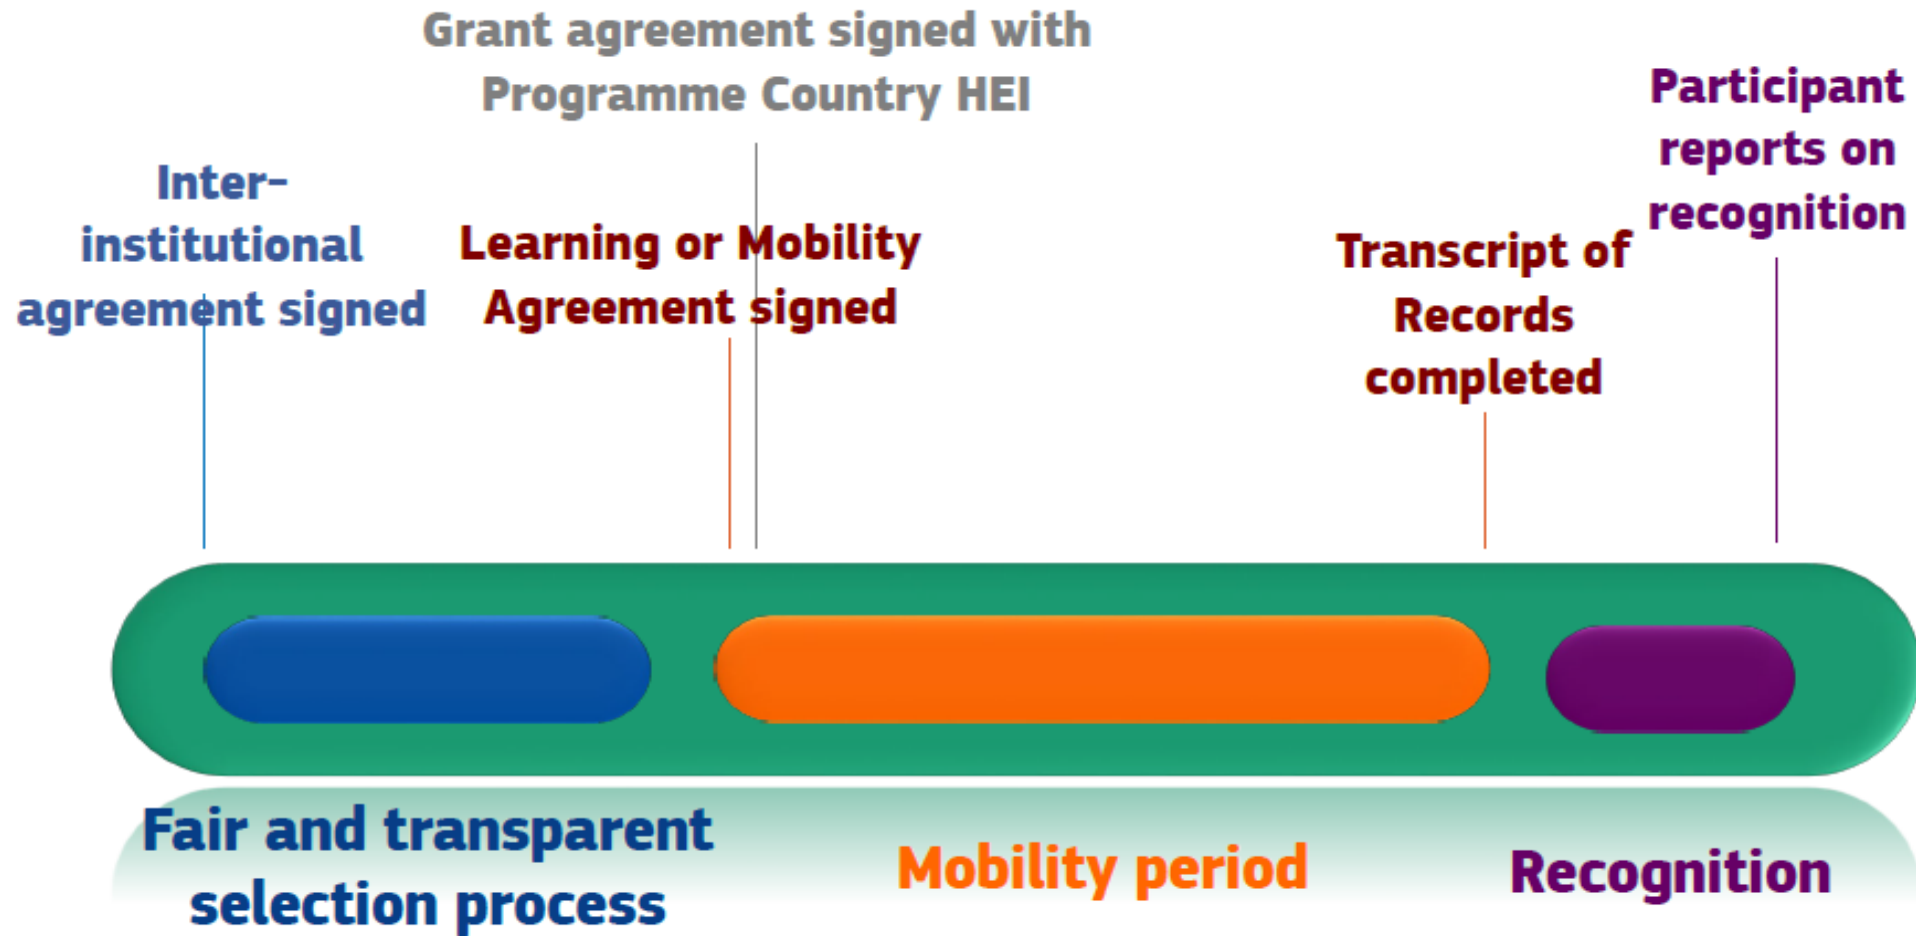 Grant agreement signed with
Programme Country HEI
Inter-
institutional
agreement signed
Learning or Mobility
Agreement signed
Transcript of
Records
completed
Participant
reports on
recognition
Fair and transparent
selection process
Mobility period
Recognition